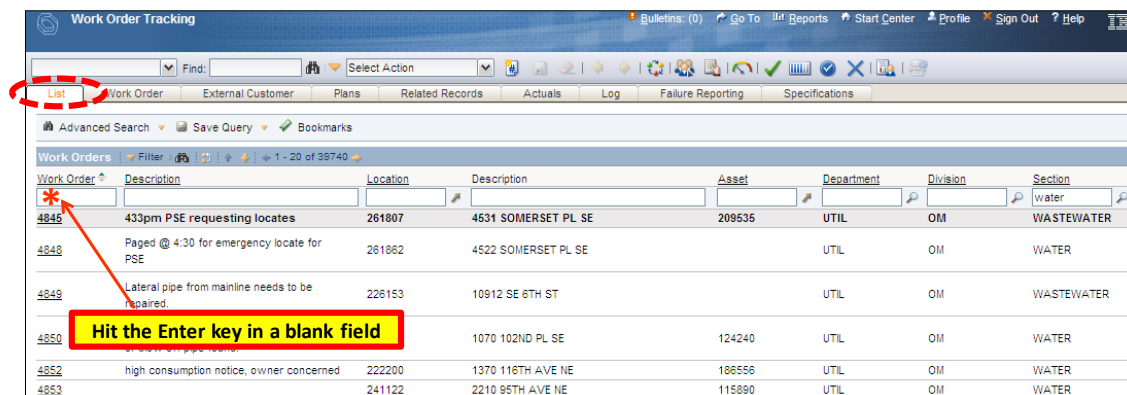 Work Order Tracking
Bulletins: (0) Go To Reports Start Center Profile Sign Out ? Help
Find: Select Action
List Work Order External Customer Plans Related Records Actuals Log Failure Reporting Specifications
Advanced Search Save Query Bookmarks
Work Orders Filter 1 - 20 of 39740
Work Order Description Location Description Asset Department Division Section
* water
4845 433pm PSE requesting locates 261807 4531 SOMERSET PL SE 209535 UTIL OM WASTEWATER
4848 Paged @ 4:30 for emergency locate for PSE 261862 4522 SOMERSET PL SE UTIL OM WATER
4849 Lateral pipe from mainline needs to be repaired. 226153 10912 SE 6TH ST UTIL OM WASTEWATER
Hit the Enter key in a blank field
4850 1070 102ND PL SE 124240 UTIL OM WATER
4852 high consumption notice, owner concerned 222200 1370 116TH AVE NE 186556 UTIL OM WATER
4853 241122 2210 95TH AVE NE 115890 UTIL OM WATER